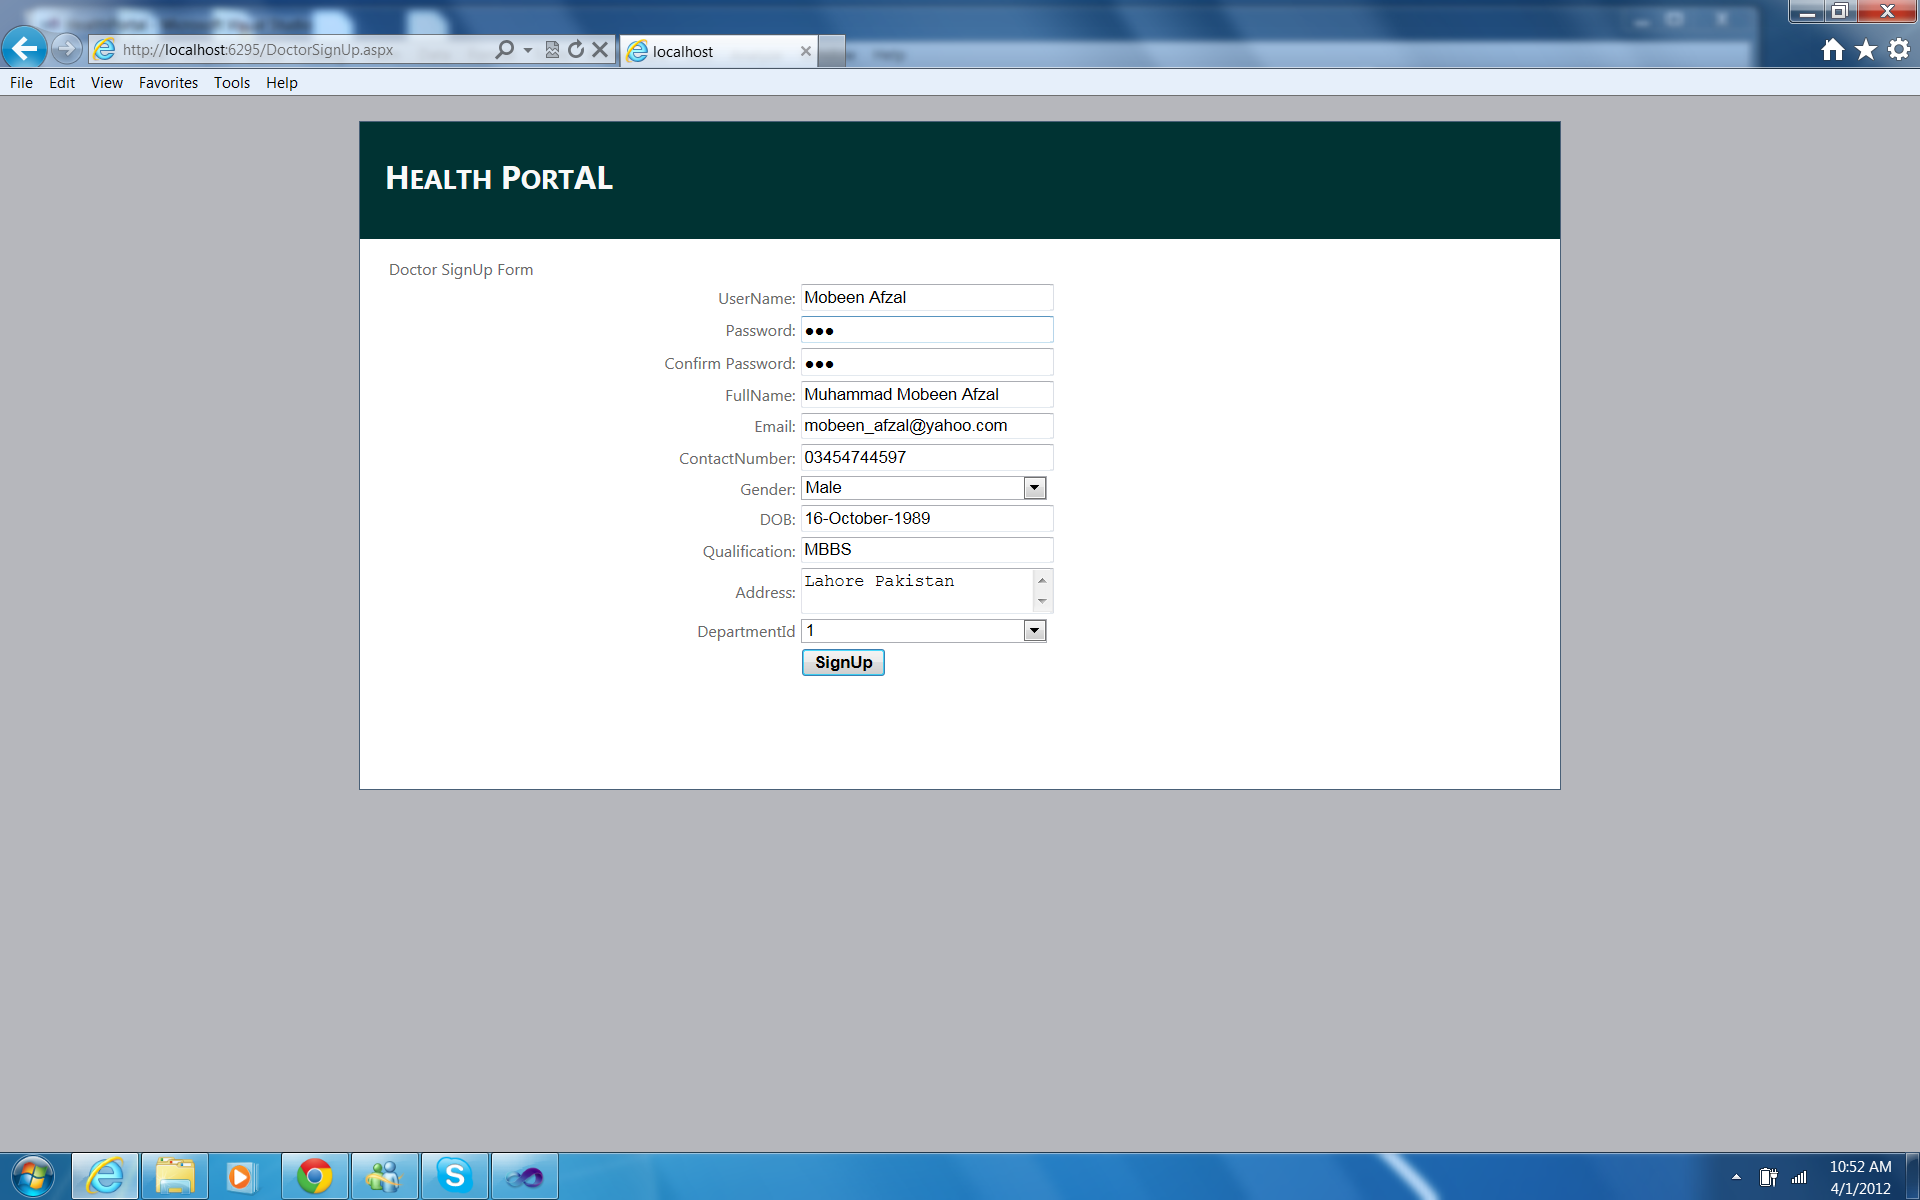 http://localhost:6295/DoctorSignUp.aspx
localhost
File Edit View Favorites Tools Help
HEALTH PORTAL
Doctor SignUp Form
UserName: Mobeen Afzal
Password: ●●●
Confirm Password: ●●●
FullName: Muhammad Mobeen Afzal
Email: mobeen_afzal@yahoo.com
ContactNumber: 03454744597
Gender: Male
DOB: 16-October-1989
Qualification: MBBS
Address: Lahore Pakistan
DepartmentId 1
SignUp
10:52 AM
4/1/2012